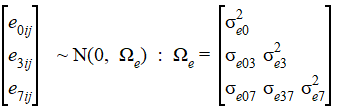 [e₀ᵢⱼ]
[e₃ᵢⱼ] ~ N(0, Ωₑ) : Ωₑ = [σ²ₑ₀]
[e₇ᵢⱼ] [σₑ₀₃ σ²ₑ₃]
[σₑ₀₇ σₑ₃₇ σ²ₑ₇]